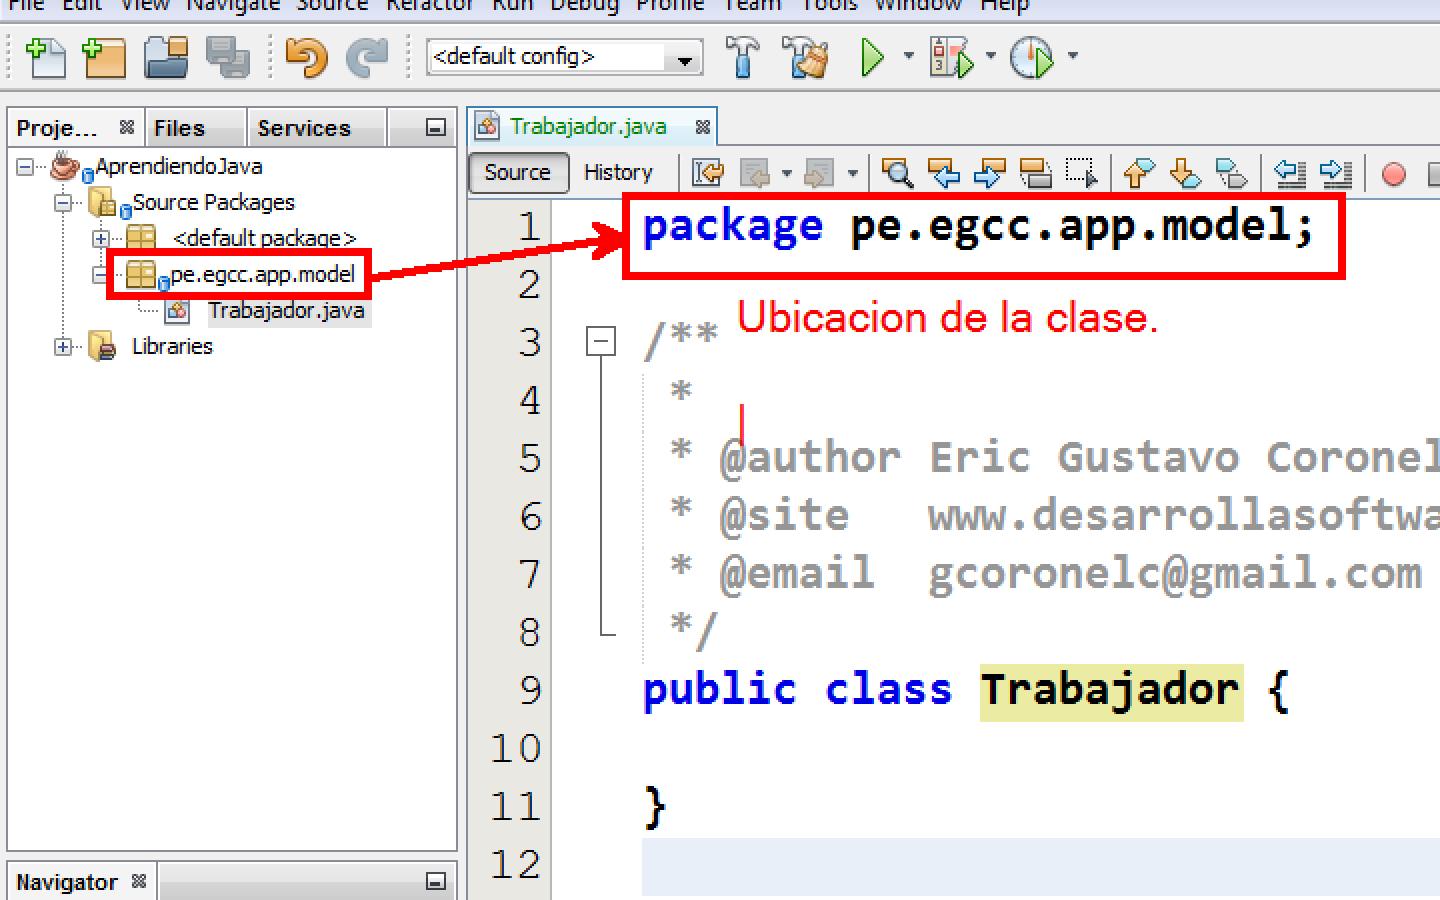 File Edit View Navigate Source Refactor Run Debug Profile Team Tools Window Help
<default config>
Proje... Files Services
AprendiendoJava
Source Packages
<default package>
pe.egcc.app.model
Trabajador.java
Libraries
Navigator
Trabajador.java
Source History
1 package pe.egcc.app.model;
2
Ubicacion de la clase.
3 /**
4 *
5 * @author Eric Gustavo Coronel
6 * @site www.desarrollasoftwa
7 * @email gcoronelc@gmail.com
8 */
9 public class Trabajador {
10
11 }
12